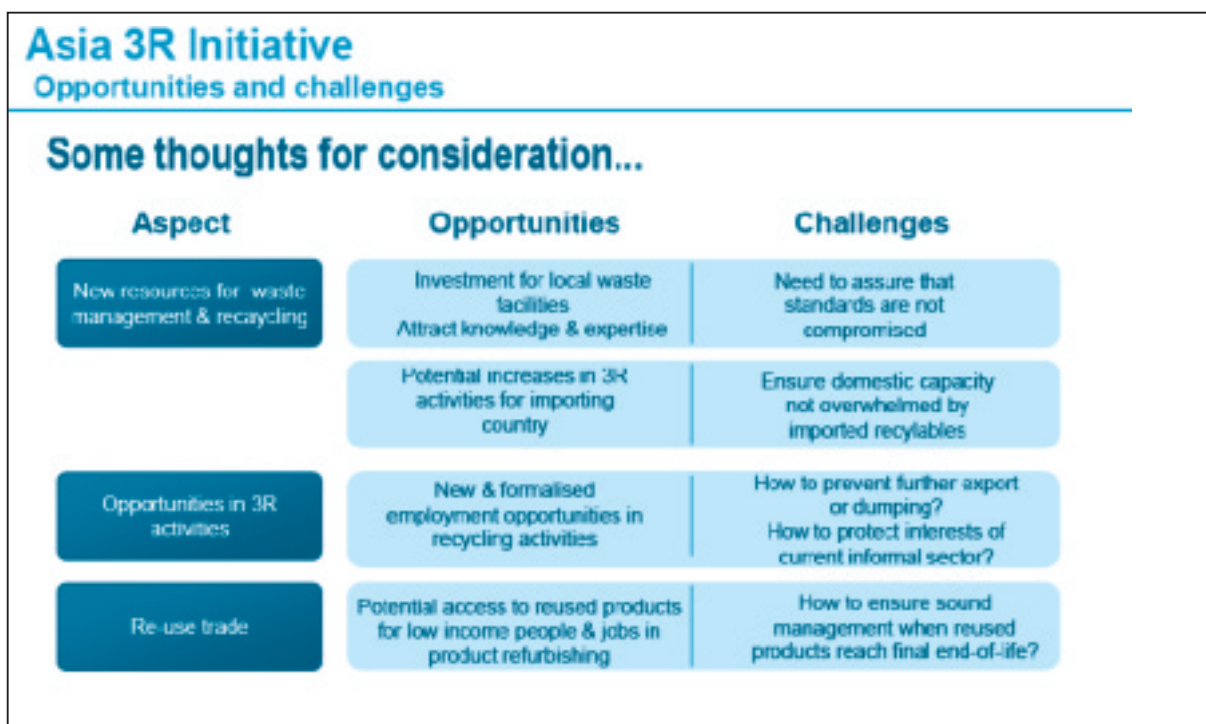 Asia 3R Initiative
Opportunities and challenges
Some thoughts for consideration...
Aspect
Opportunities
Challenges
New resources for waste
management & recaycling
Investment for local waste
facilities
Attract knowledge & expertise
Need to assure that
standards are not
compromised
Potential increases in 3R
activities for importing
country
Ensure domestic capacity
not overwhelmed by
imported recylables
Opportunities in 3R
activities
New & formalised
employment opportunities in
recycling activities
How to prevent further export
or dumping?
How to protect interests of
current informal sector?
Re-use trade
Potential access to reused products
for low income people & jobs in
product refurbishing
How to ensure sound
management when reused
products reach final end-of-life?